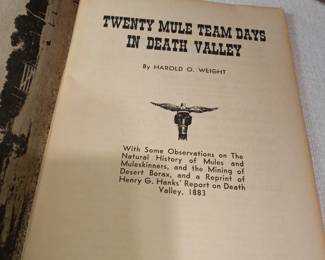 TWENTY MULE TEAM DAYS
IN DEATH VALLEY
By HAROLD O. WEIGHT
With Some Observations on The
Natural History of Mules and
Muleskinners, and the Mining of
Desert Borax, and a Reprint of
Henry G. Hanks' Report on Death
Valley, 1883